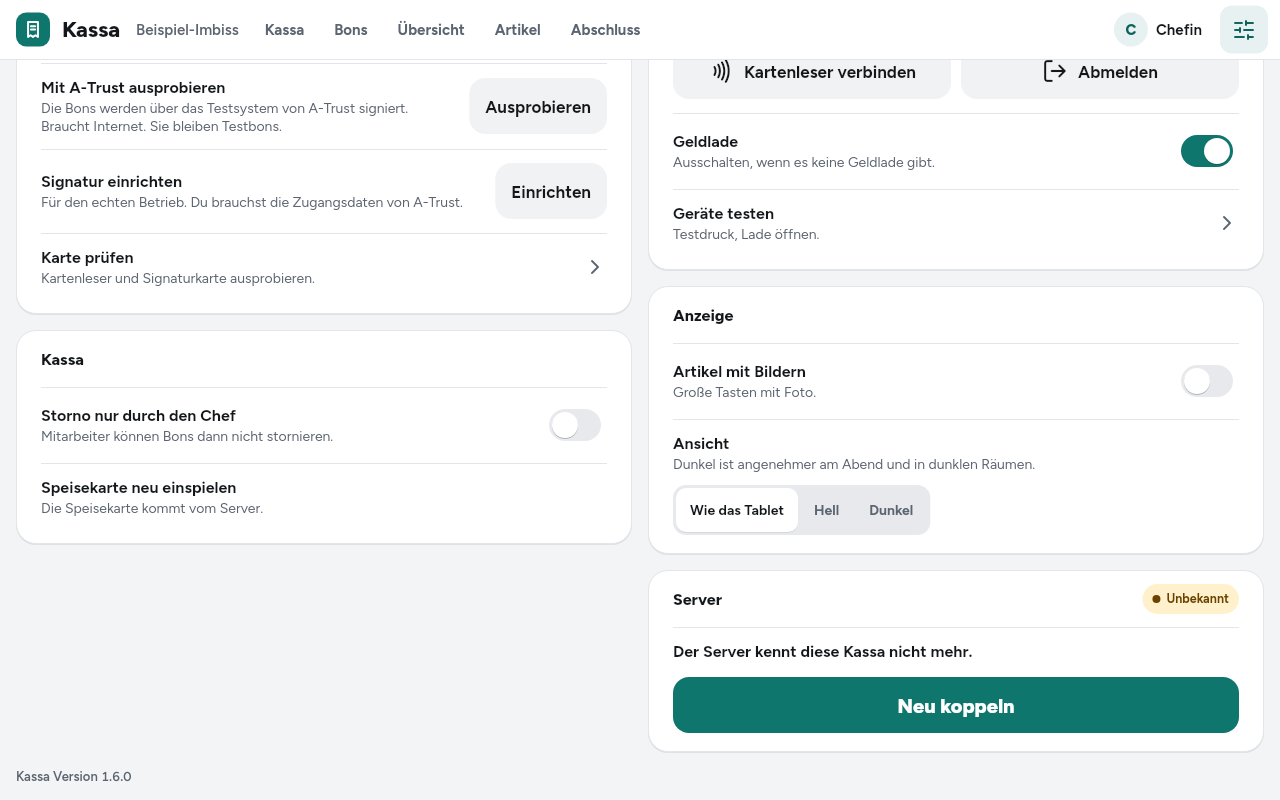 Kassa Beispiel-Imbiss Kassa Bons Übersicht Artikel Abschluss C Chefin
Mit A-Trust ausprobieren
Die Bons werden über das Testsystem von A-Trust signiert.
Braucht Internet. Sie bleiben Testbons.
Ausprobieren
Signatur einrichten
Für den echten Betrieb. Du brauchst die Zugangsdaten von A-Trust.
Einrichten
Karte prüfen
Kartenleser und Signaturkarte ausprobieren.
Kassa
Storno nur durch den Chef
Mitarbeiter können Bons dann nicht stornieren.
Speisekarte neu einspielen
Die Speisekarte kommt vom Server.
Kartenleser verbinden Abmelden
Geldlade
Ausschalten, wenn es keine Geldlade gibt.
Geräte testen
Testdruck, Lade öffnen.
Anzeige
Artikel mit Bildern
Große Tasten mit Foto.
Ansicht
Dunkel ist angenehmer am Abend und in dunklen Räumen.
Wie das Tablet Hell Dunkel
Server Unbekannt
Der Server kennt diese Kassa nicht mehr.
Neu koppeln
Kassa Version 1.6.0